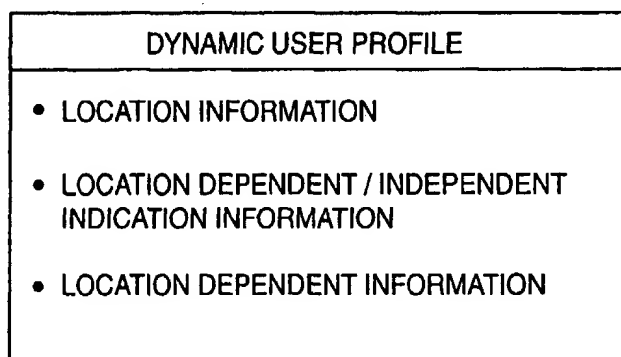 DYNAMIC USER PROFILE
• LOCATION INFORMATION
• LOCATION DEPENDENT / INDEPENDENT
INDICATION INFORMATION
• LOCATION DEPENDENT INFORMATION